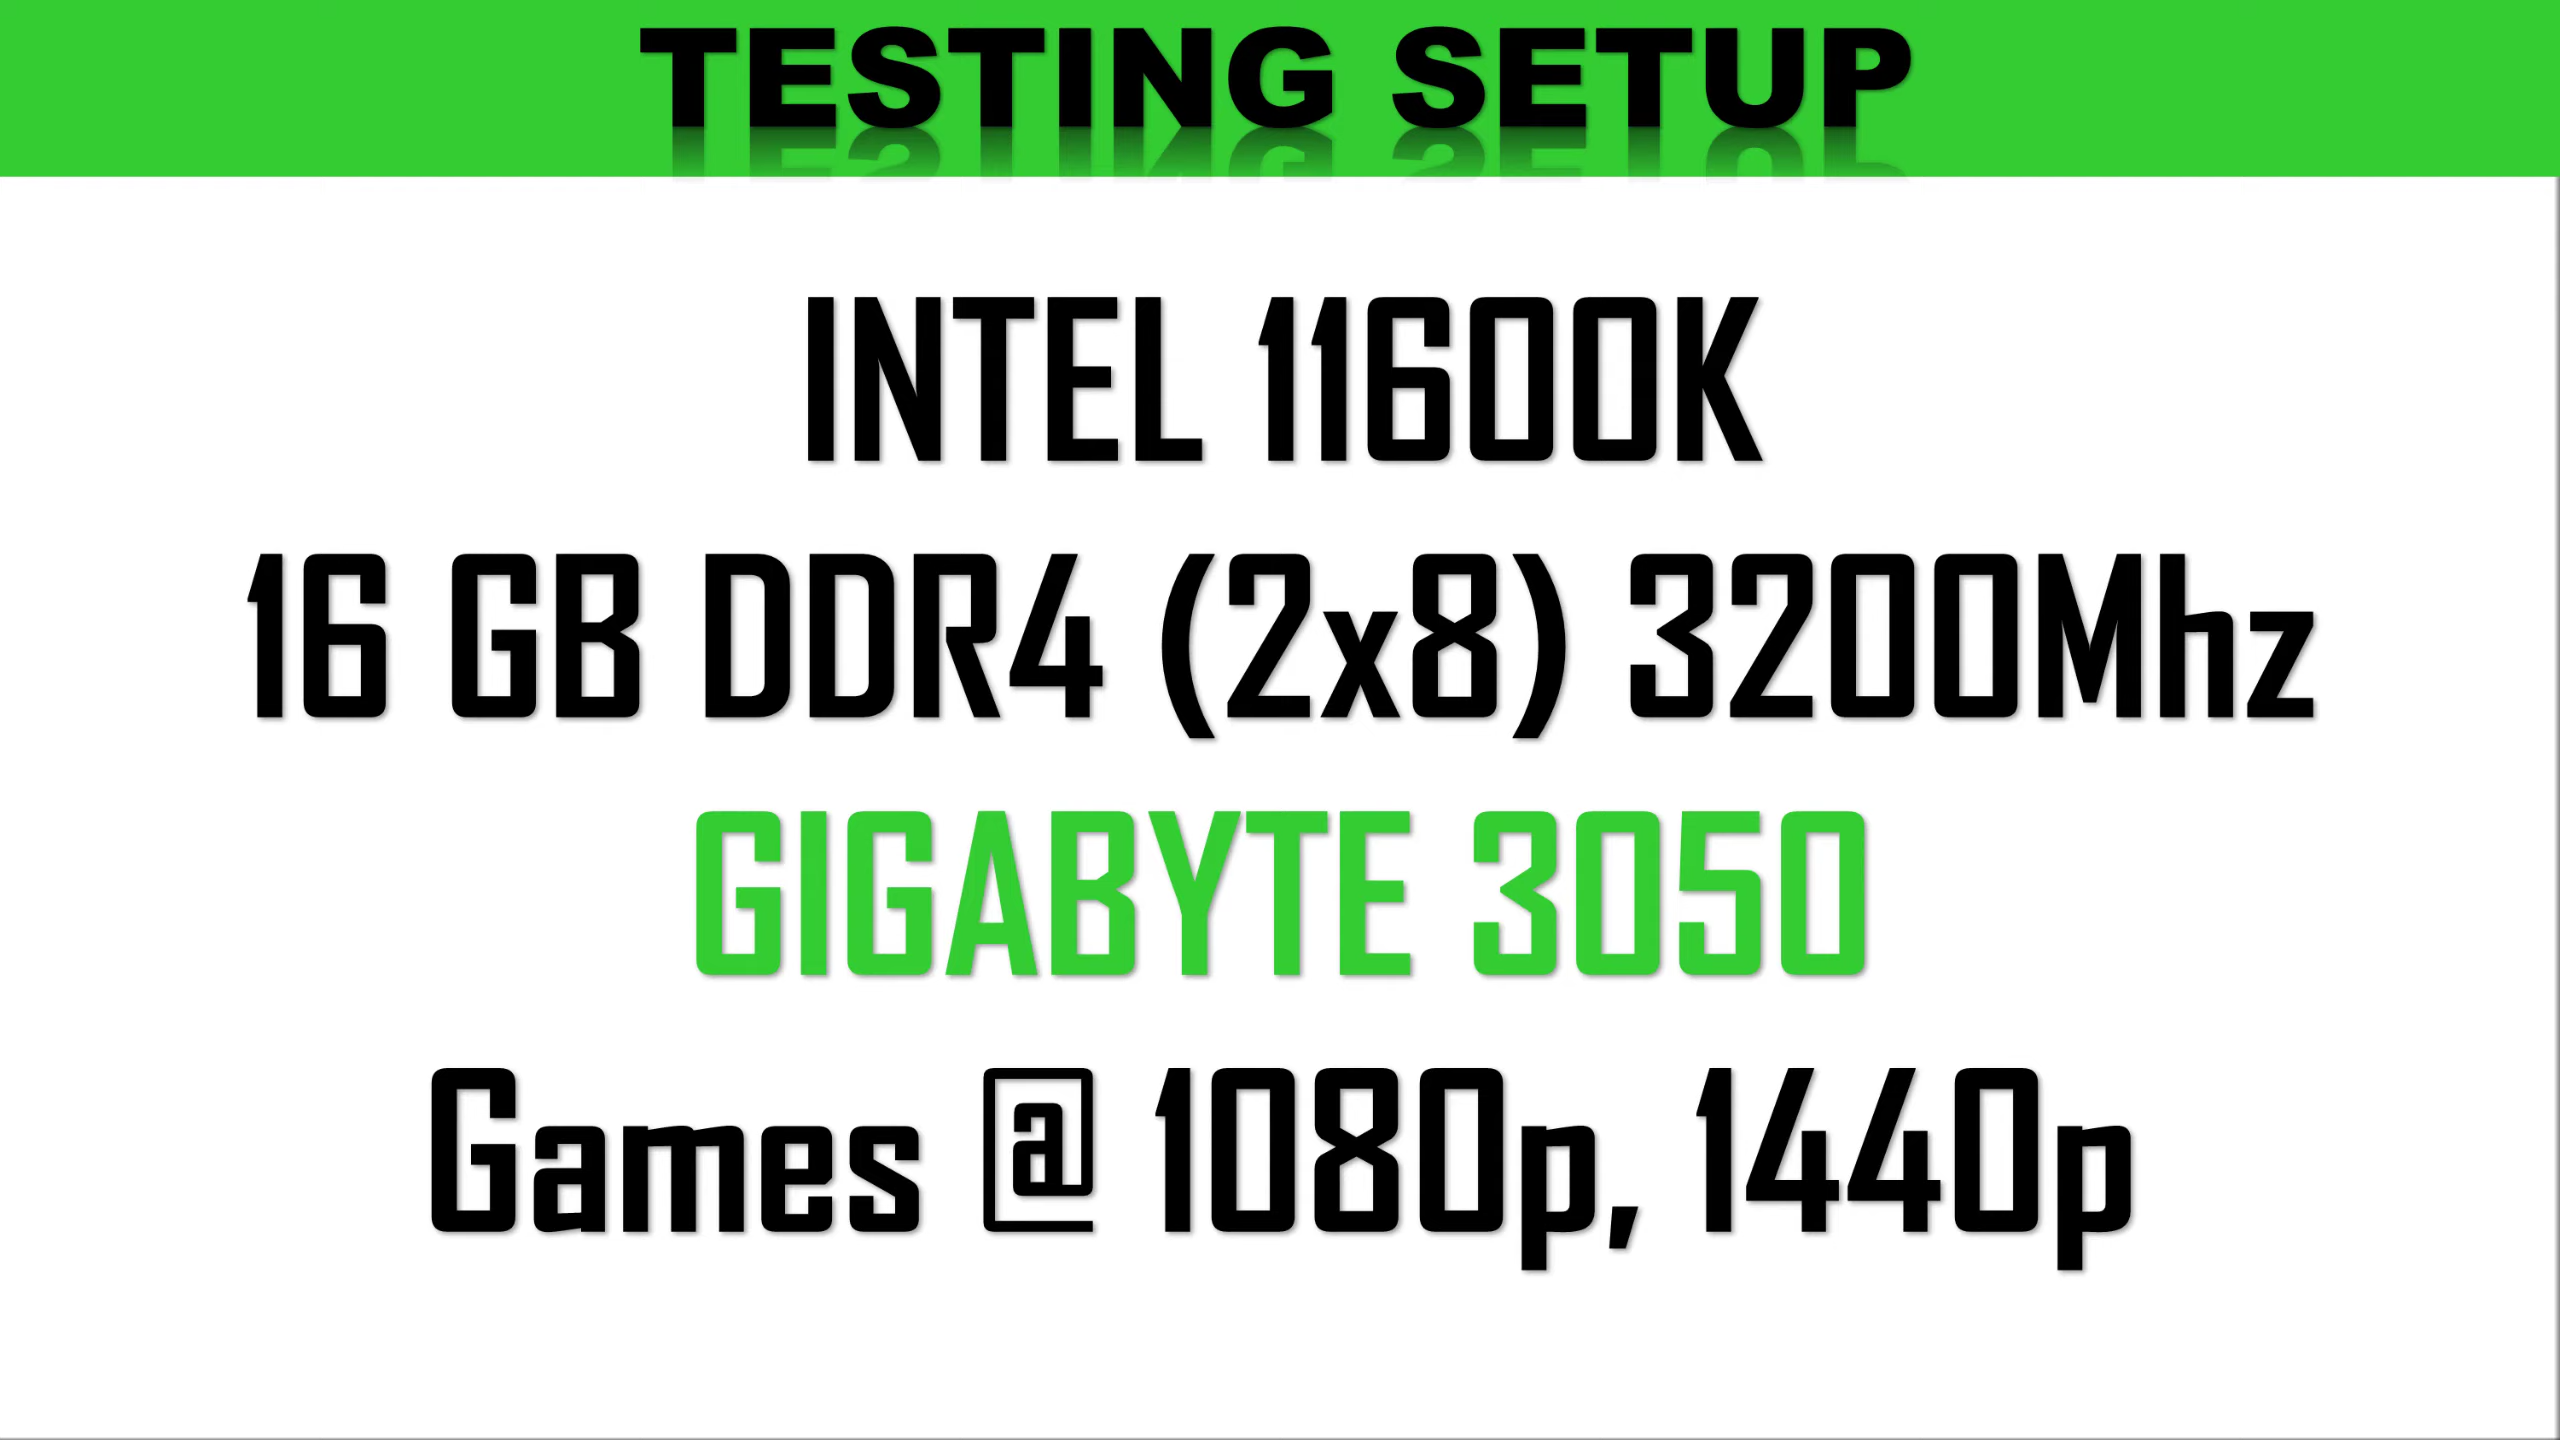 TESTING SETUP
INTEL 11600K
16 GB DDR4 (2x8) 3200Mhz
GIGABYTE 3050
Games @ 1080p, 1440p